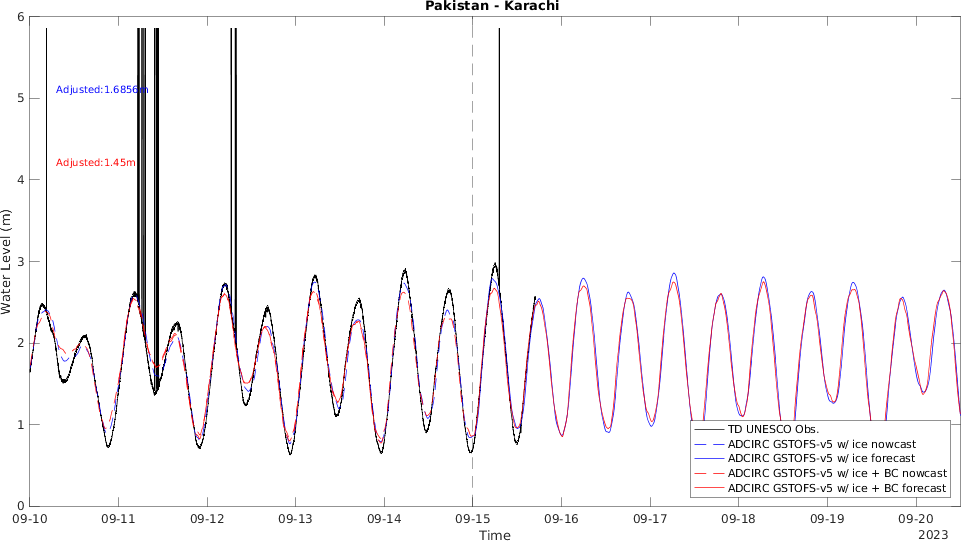 Pakistan - Karachi
6
5
4
3
2
1
0
Water Level (m)
Adjusted:1.6856m
Adjusted:1.45m
TD UNESCO Obs.
ADCIRC GSTOFS-v5 w/ ice nowcast
ADCIRC GSTOFS-v5 w/ ice forecast
ADCIRC GSTOFS-v5 w/ ice + BC nowcast
ADCIRC GSTOFS-v5 w/ ice + BC forecast
09-10 09-11 09-12 09-13 09-14 09-15 09-16 09-17 09-18 09-19 09-20
Time
2023